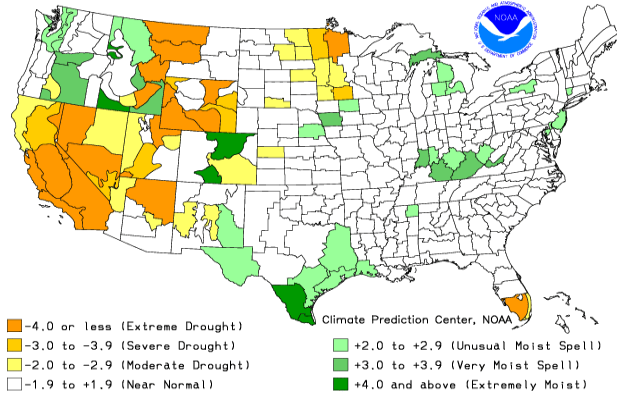 NOAA
Climate Prediction Center, NOAA
-4.0 or less (Extreme Drought)
-3.0 to -3.9 (Severe Drought)
-2.0 to -2.9 (Moderate Drought)
-1.9 to +1.9 (Near Normal)
+2.0 to +2.9 (Unusual Moist Spell)
+3.0 to +3.9 (Very Moist Spell)
+4.0 and above (Extremely Moist)